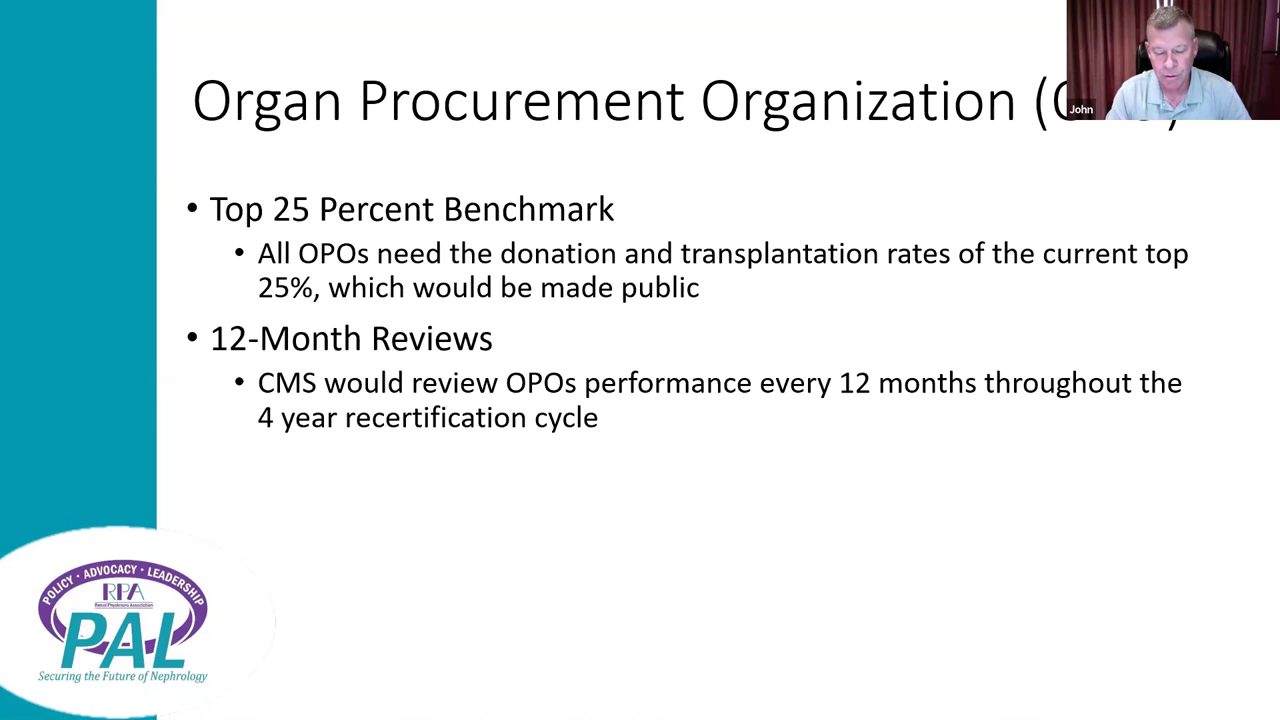 Organ Procurement Organization (
John
• Top 25 Percent Benchmark
• All OPOs need the donation and transplantation rates of the current top
25%, which would be made public
• 12-Month Reviews
• CMS would review OPOs performance every 12 months throughout the
4 year recertification cycle
POLICY · ADVOCACY · LEADERSHIP
RPA
Renal Physicians Association
PAL
Securing the Future of Nephrology